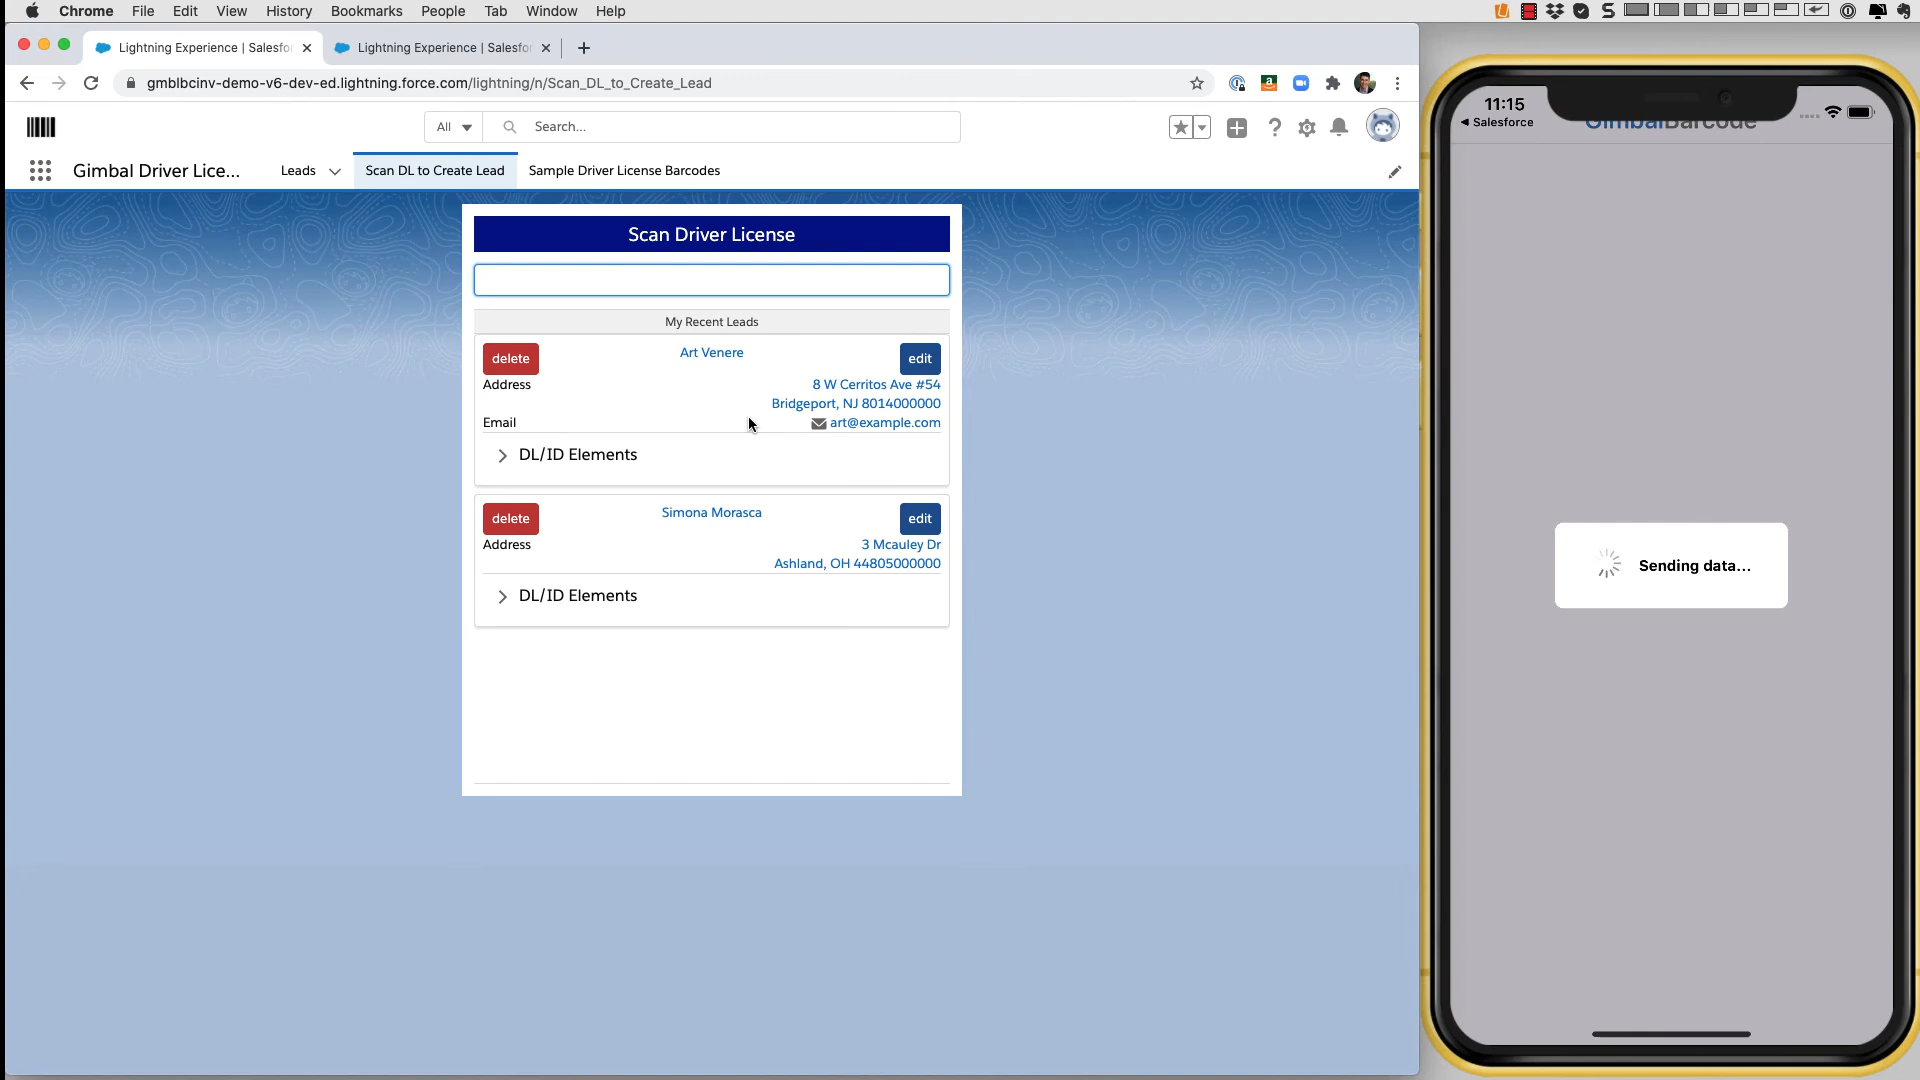 Chrome File Edit View History Bookmarks People Tab Window Help
Lightning Experience | Salesfo
Lightning Experience | Salesfor
gmblbcinv-demo-v6-dev-ed.lightning.force.com/lightning/n/Scan_DL_to_Create_Lead
All
Search...
Gimbal Driver Lice...
Leads
Scan DL to Create Lead
Sample Driver License Barcodes
Scan Driver License
My Recent Leads
delete
Art Venere
edit
Address
8 W Cerritos Ave #54
Bridgeport, NJ 8014000000
Email
art@example.com
DL/ID Elements
delete
Simona Morasca
edit
Address
3 Mcauley Dr
Ashland, OH 44805000000
DL/ID Elements
11:15
Salesforce
GimbalBarcode
Sending data...